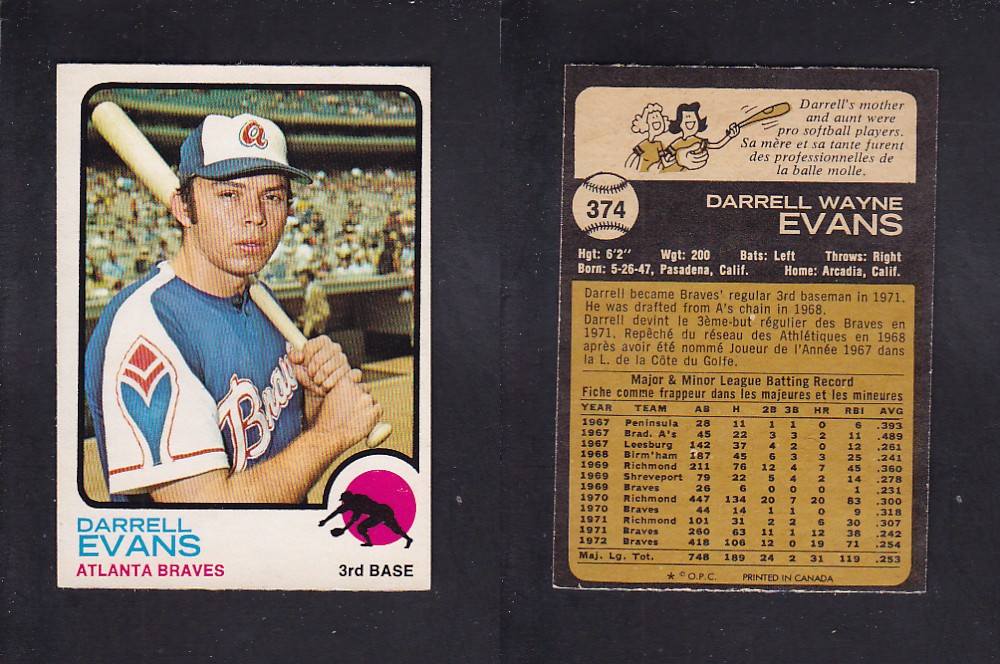 a
Braves
DARRELL
EVANS
ATLANTA BRAVES
3rd BASE
Darrell's mother
and aunt were
pro softball players.
Sa mère et sa tante furent
des professionnelles de
la balle molle.
374
DARRELL WAYNE
EVANS
Hgt: 6'2" Wgt: 200 Bats: Left Throws: Right
Born: 5-26-47, Pasadena, Calif. Home: Arcadia, Calif.
Darrell became Braves' regular 3rd baseman in 1971.
He was drafted from A's chain in 1968.
Darrell devint le 3ème-but régulier des Braves en
1971. Repêché du réseau des Athlétiques en 1968
après avoir été nommé Joueur de l'Année 1967 dans
la L. de la Côte du Golfe.
Major & Minor League Batting Record
Fiche comme frappeur dans les majeures et les mineures
YEAR TEAM AB H 2B 3B HR RBI AVG
1967 Peninsula 28 11 1 1 0 6 .393
1967 Brad. A's 45 22 3 3 2 11 .489
1967 Leesburg 142 37 4 2 0 12 .261
1968 Birm'ham 187 45 6 3 3 25 .241
1969 Richmond 211 76 12 4 7 45 .360
1969 Shreveport 79 22 5 4 2 14 .278
1969 Braves 26 6 0 0 0 1 .231
1970 Richmond 447 134 20 7 20 83 .300
1970 Braves 44 14 1 1 0 9 .318
1971 Richmond 101 31 2 2 6 30 .307
1971 Braves 260 63 11 1 12 38 .242
1972 Braves 418 106 12 0 19 71 .254
Maj. Lg. Tot. 748 189 24 2 31 119 .253
* © O.P.C. PRINTED IN CANADA